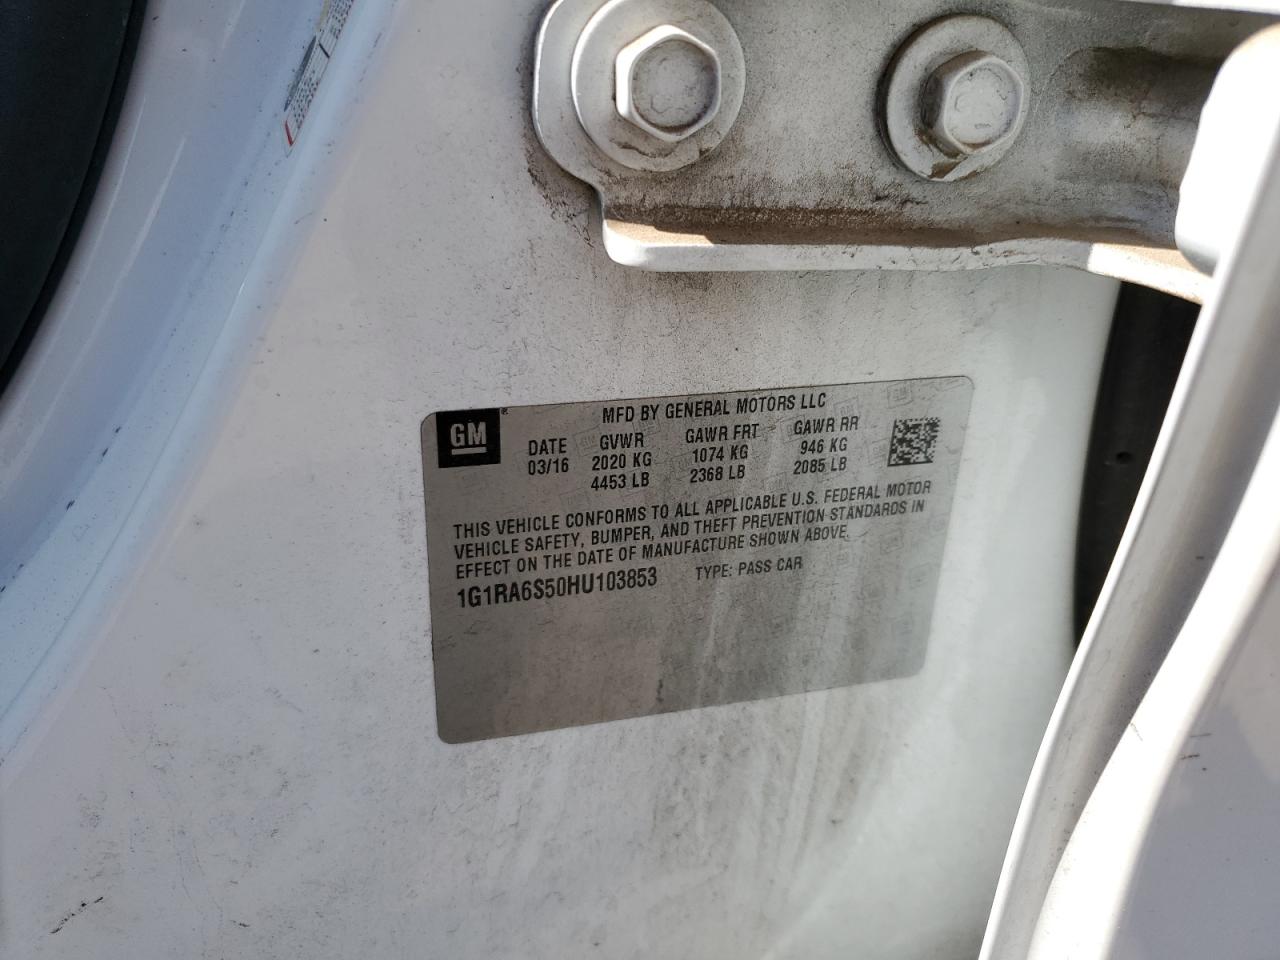 MFD BY GENERAL MOTORS LLC
GM
DATE GVWR GAWR FRT GAWR RR
03/16 2020 KG 1074 KG 946 KG
4453 LB 2368 LB 2085 LB
THIS VEHICLE CONFORMS TO ALL APPLICABLE U.S. FEDERAL MOTOR
VEHICLE SAFETY, BUMPER, AND THEFT PREVENTION STANDARDS IN
EFFECT ON THE DATE OF MANUFACTURE SHOWN ABOVE.
1G1RA6S50HU103853 TYPE: PASS CAR